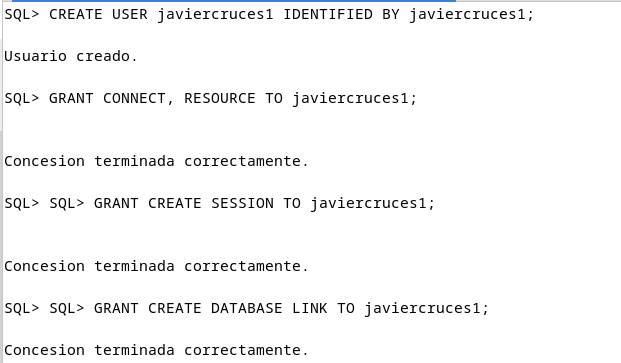 SQL> CREATE USER javiercruces1 IDENTIFIED BY javiercruces1;
Usuario creado.
SQL> GRANT CONNECT, RESOURCE TO javiercruces1;
Concesion terminada correctamente.
SQL> SQL> GRANT CREATE SESSION TO javiercruces1;
Concesion terminada correctamente.
SQL> SQL> GRANT CREATE DATABASE LINK TO javiercruces1;
Concesion terminada correctamente.